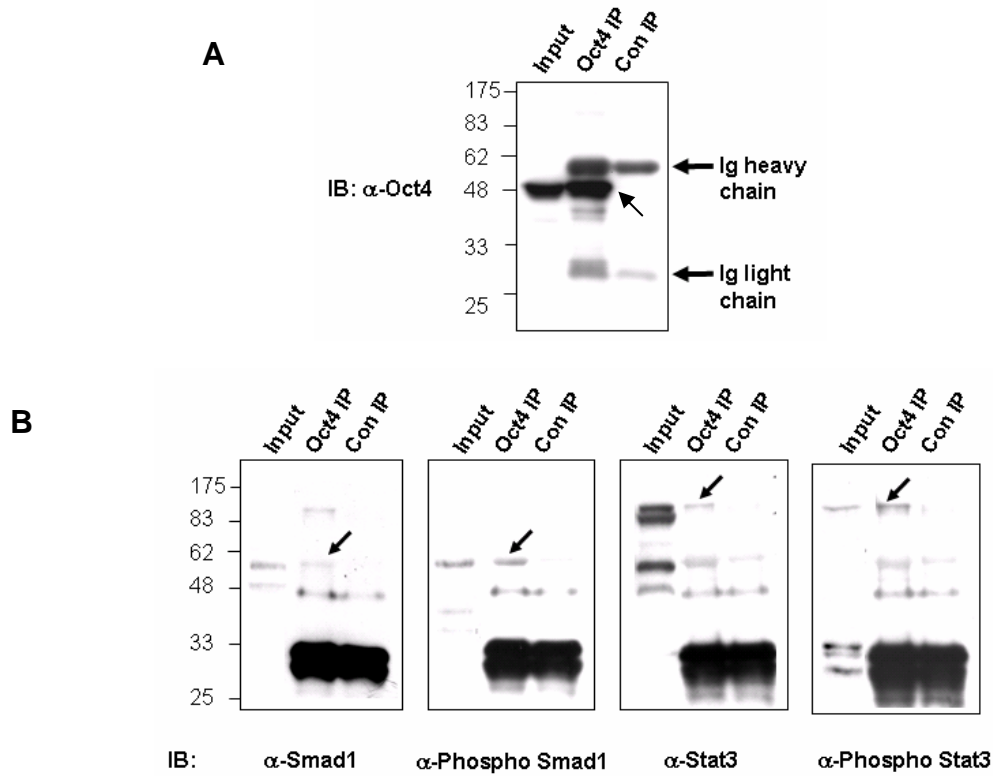 A
Input Oct4 IP Con IP
175
83
62
48
33
25
IB: α-Oct4
Ig heavy
chain
Ig light
chain
B
Input Oct4 IP Con IP
Input Oct4 IP Con IP
Input Oct4 IP Con IP
Input Oct4 IP Con IP
175
83
62
48
33
25
IB: α-Smad1 α-Phospho Smad1 α-Stat3 α-Phospho Stat3